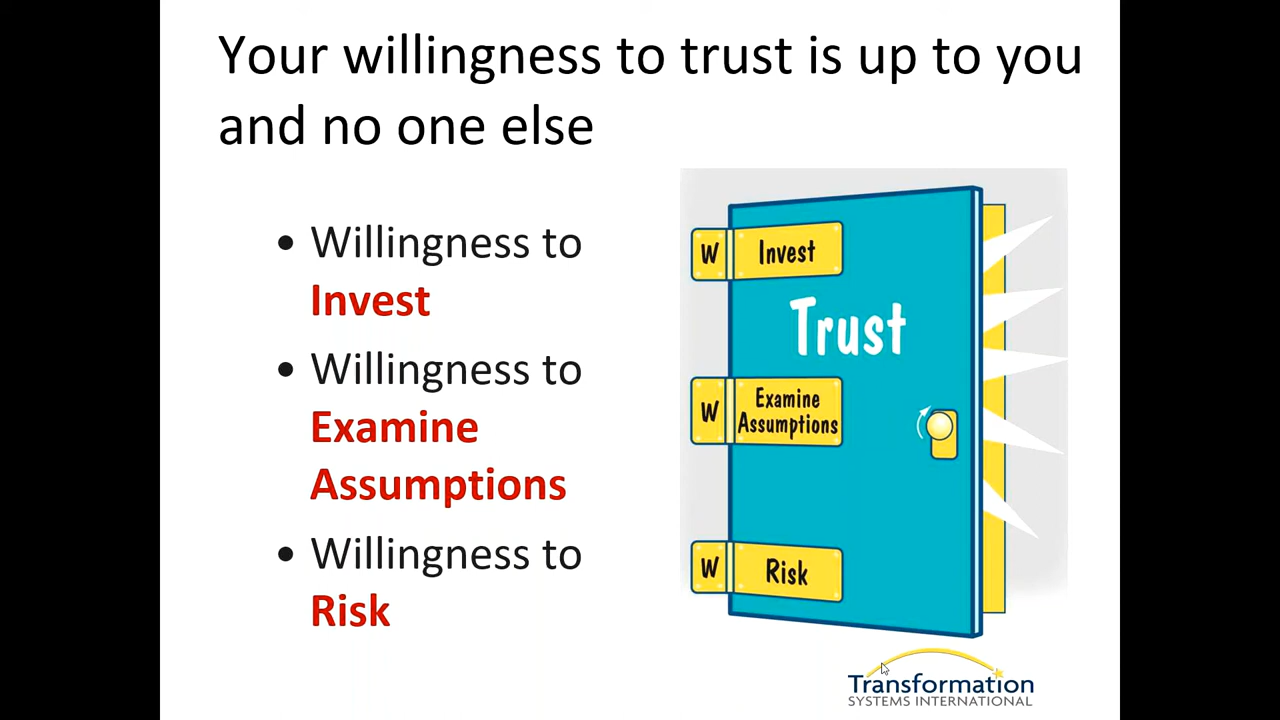 Your willingness to trust is up to you
and no one else
• Willingness to
Invest
• Willingness to
Examine
Assumptions
• Willingness to
Risk
W Invest
Trust
W Examine
Assumptions
W Risk
Transformation
SYSTEMS INTERNATIONAL